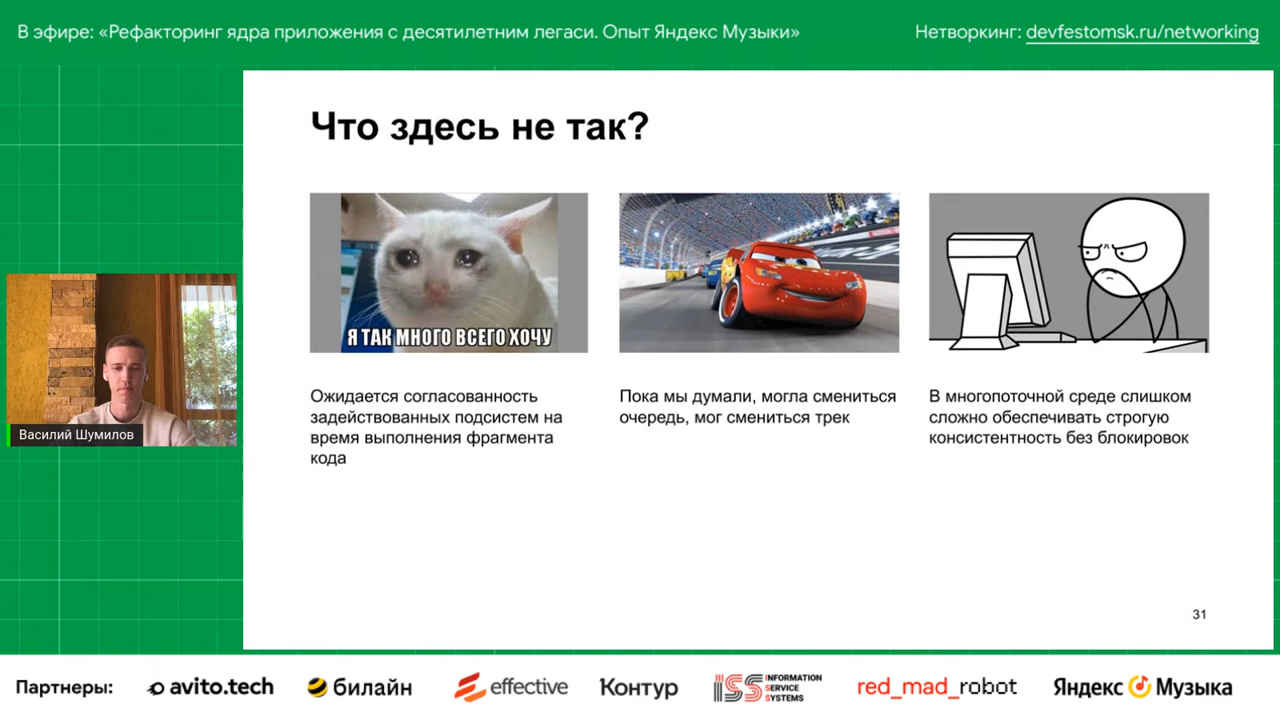 В эфире: «Рефакторинг ядра приложения с десятилетним легаси. Опыт Яндекс Музыки»
Нетворкинг: devfestomsk.ru/networking
Что здесь не так?
Я ТАК МНОГО ВСЕГО ХОЧУ
Ожидается согласованность
задействованных подсистем на
время выполнения фрагмента
кода
Пока мы думали, могла смениться
очередь, мог смениться трек
В многопоточной среде слишком
сложно обеспечивать строгую
консистентность без блокировок
Василий Шумилов
31
Партнеры:
avito.tech
билайн
effective
Контур
ISS INFORMATION
SERVICE
SYSTEMS
red_mad_robot
Яндекс Музыка